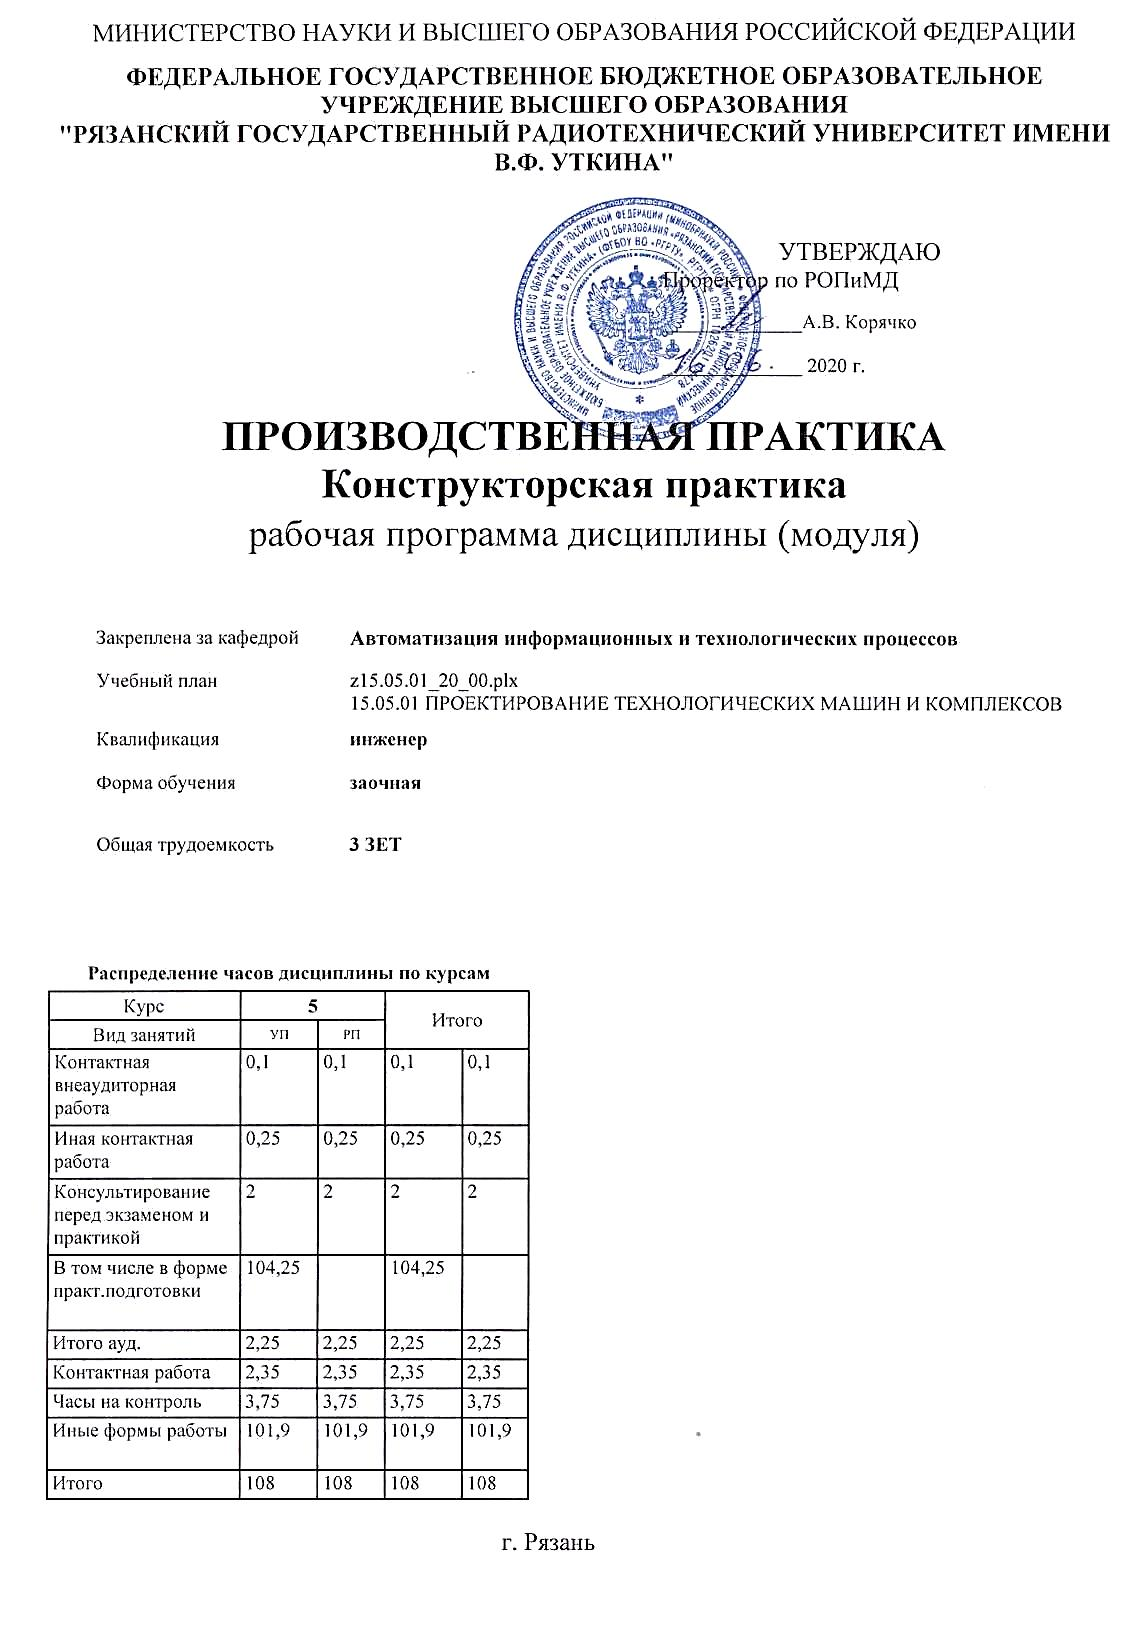 МИНИСТЕРСТВО НАУКИ И ВЫСШЕГО ОБРАЗОВАНИЯ РОССИЙСКОЙ ФЕДЕРАЦИИ
ФЕДЕРАЛЬНОЕ ГОСУДАРСТВЕННОЕ БЮДЖЕТНОЕ ОБРАЗОВАТЕЛЬНОЕ
УЧРЕЖДЕНИЕ ВЫСШЕГО ОБРАЗОВАНИЯ
"РЯЗАНСКИЙ ГОСУДАРСТВЕННЫЙ РАДИОТЕХНИЧЕСКИЙ УНИВЕРСИТЕТ ИМЕНИ
В.Ф. УТКИНА"
УТВЕРЖДАЮ
Проректор по РОПиМД
А.В. Корячко
2020 г.
ПРОИЗВОДСТВЕННАЯ ПРАКТИКА
Конструкторская практика
рабочая программа дисциплины (модуля)
Закреплена за кафедрой Автоматизация информационных и технологических процессов
Учебный план z15.05.01_20_00.plx
15.05.01 ПРОЕКТИРОВАНИЕ ТЕХНОЛОГИЧЕСКИХ МАШИН И КОМПЛЕКСОВ
Квалификация инженер
Форма обучения заочная
Общая трудоемкость 3 ЗЕТ
Распределение часов дисциплины по курсам
Курс 5 Итого
Вид занятий УП РП
Контактная 0,1 0,1 0,1 0,1
внеаудиторная
работа
Иная контактная 0,25 0,25 0,25 0,25
работа
Консультирование 2 2 2 2
перед экзаменом и
практикой
В том числе в форме 104,25 104,25
практ.подготовки
Итого ауд. 2,25 2,25 2,25 2,25
Контактная работа 2,35 2,35 2,35 2,35
Часы на контроль 3,75 3,75 3,75 3,75
Иные формы работы 101,9 101,9 101,9 101,9
Итого 108 108 108 108
г. Рязань